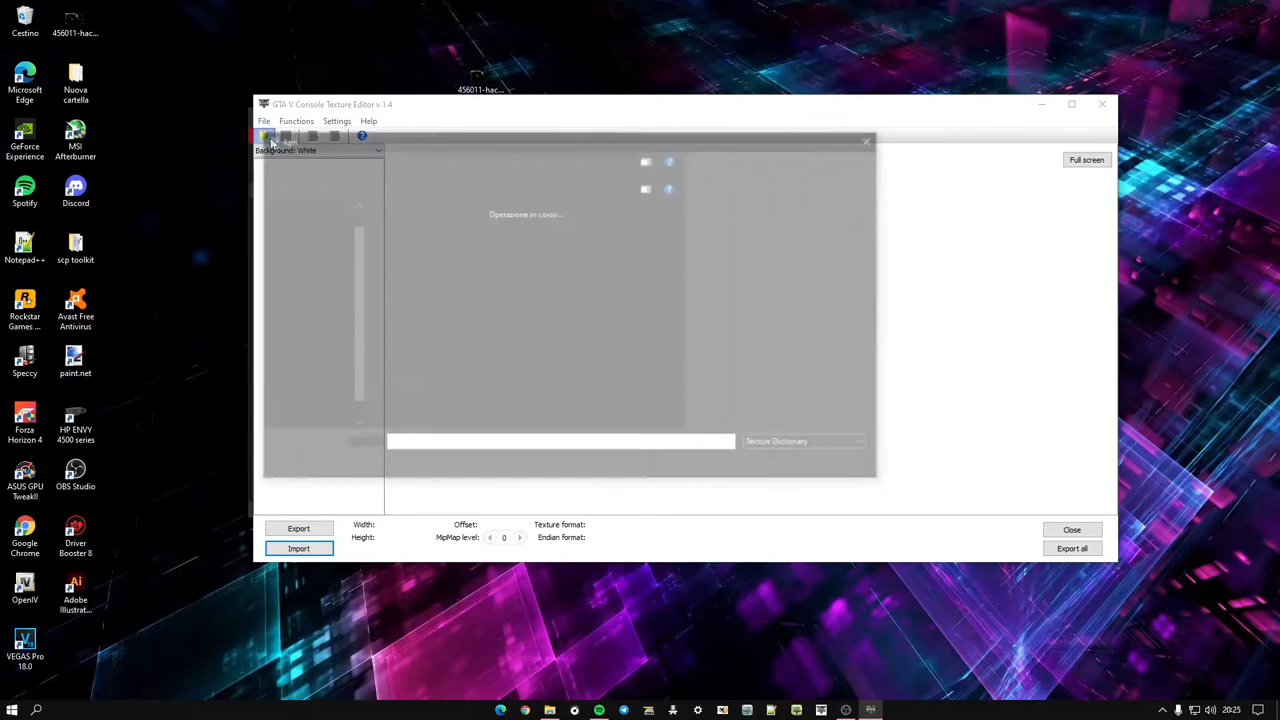 Cestino
456011-hac...
Microsoft
Edge
Nuova
cartella
GeForce
Experience
MSI
Afterburner
Spotify
Discord
Notepad++
scp toolkit
Rockstar
Games ...
Avast Free
Antivirus
Speccy
paint.net
Forza
Horizon 4
HP ENVY
4500 series
ASUS GPU
TweakII
OBS Studio
Google
Chrome
Driver
Booster 8
OpenIV
Adobe
Illustrat...
VEGAS Pro
18.0
456011-hac...
GTA V Console Texture Editor v.1.4
File Functions Settings Help
Background: White
Full screen
Operazione in corso...
Texture Dictionary
Export
Import
Width:
Height:
Offset:
MipMap level: 0
Texture format:
Endian format:
Close
Export all
20:25